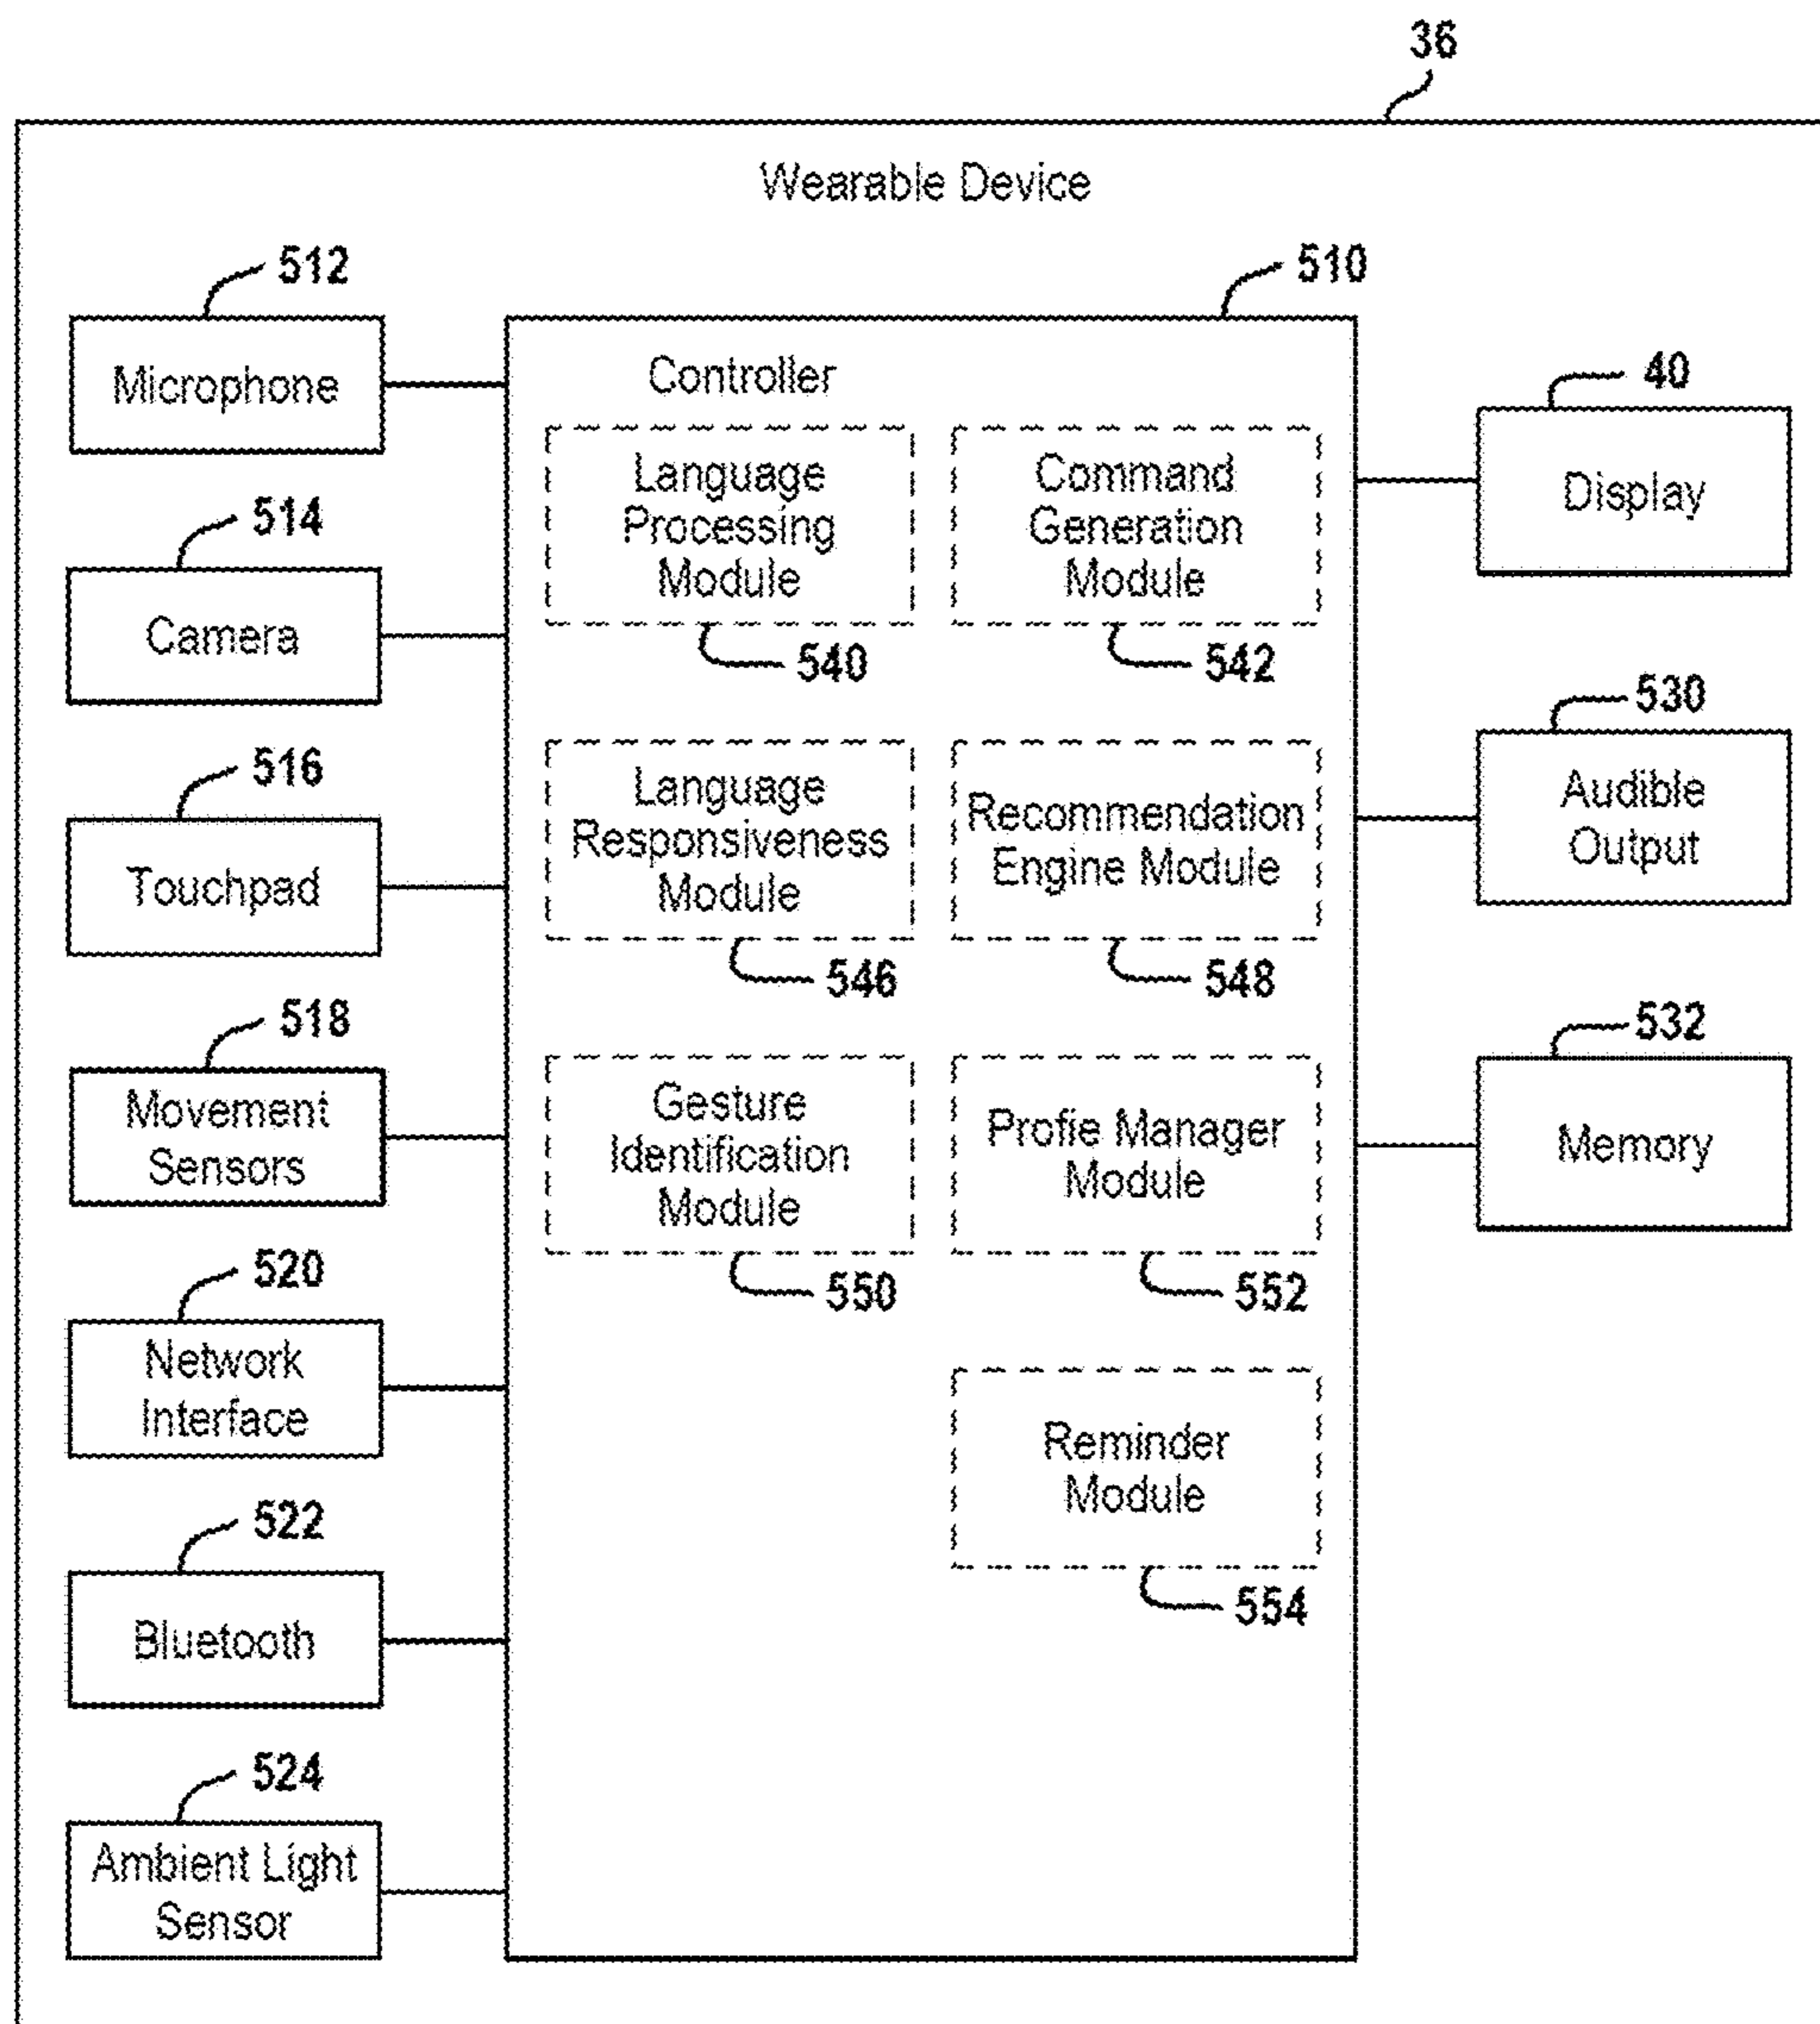 36
Wearable Device
512
510
Microphone
Controller
40
Display
Language
Processing
Module
Command
Generation
Module
514
Camera
540
542
530
Audible
Output
516
Touchpad
Language
Responsiveness
Module
Recommendation
Engine Module
546
548
518
Movement
Sensors
532
Memory
Gesture
Identification
Module
Profie Manager
Module
520
Network
Interface
550
552
Reminder
Module
522
Bluetooth
554
524
Ambient Light
Sensor